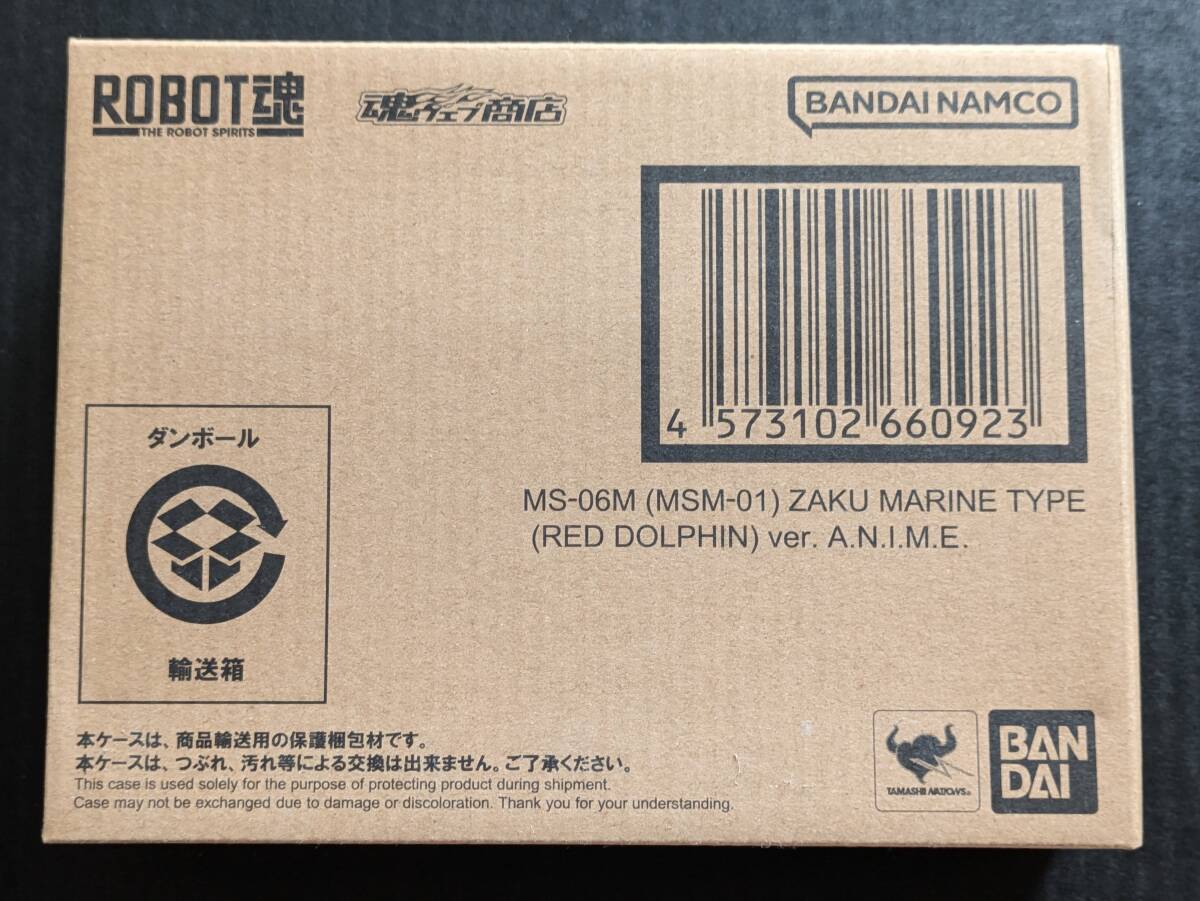 ROBOT魂
THE ROBOT SPIRITS
魂ウェブ商店
BANDAI NAMCO
4 573102 660923
MS-06M (MSM-01) ZAKU MARINE TYPE
(RED DOLPHIN) ver. A.N.I.M.E.
ダンボール
輸送箱
本ケースは、商品輸送用の保護梱包材です。
本ケースは、つぶれ、汚れ等による交換は出来ません。ご了承ください。
This case is used solely for the purpose of protecting product during shipment.
Case may not be exchanged due to damage or discoloration. Thank you for your understanding.
TAMASHII NATIONS
BAN
DAI